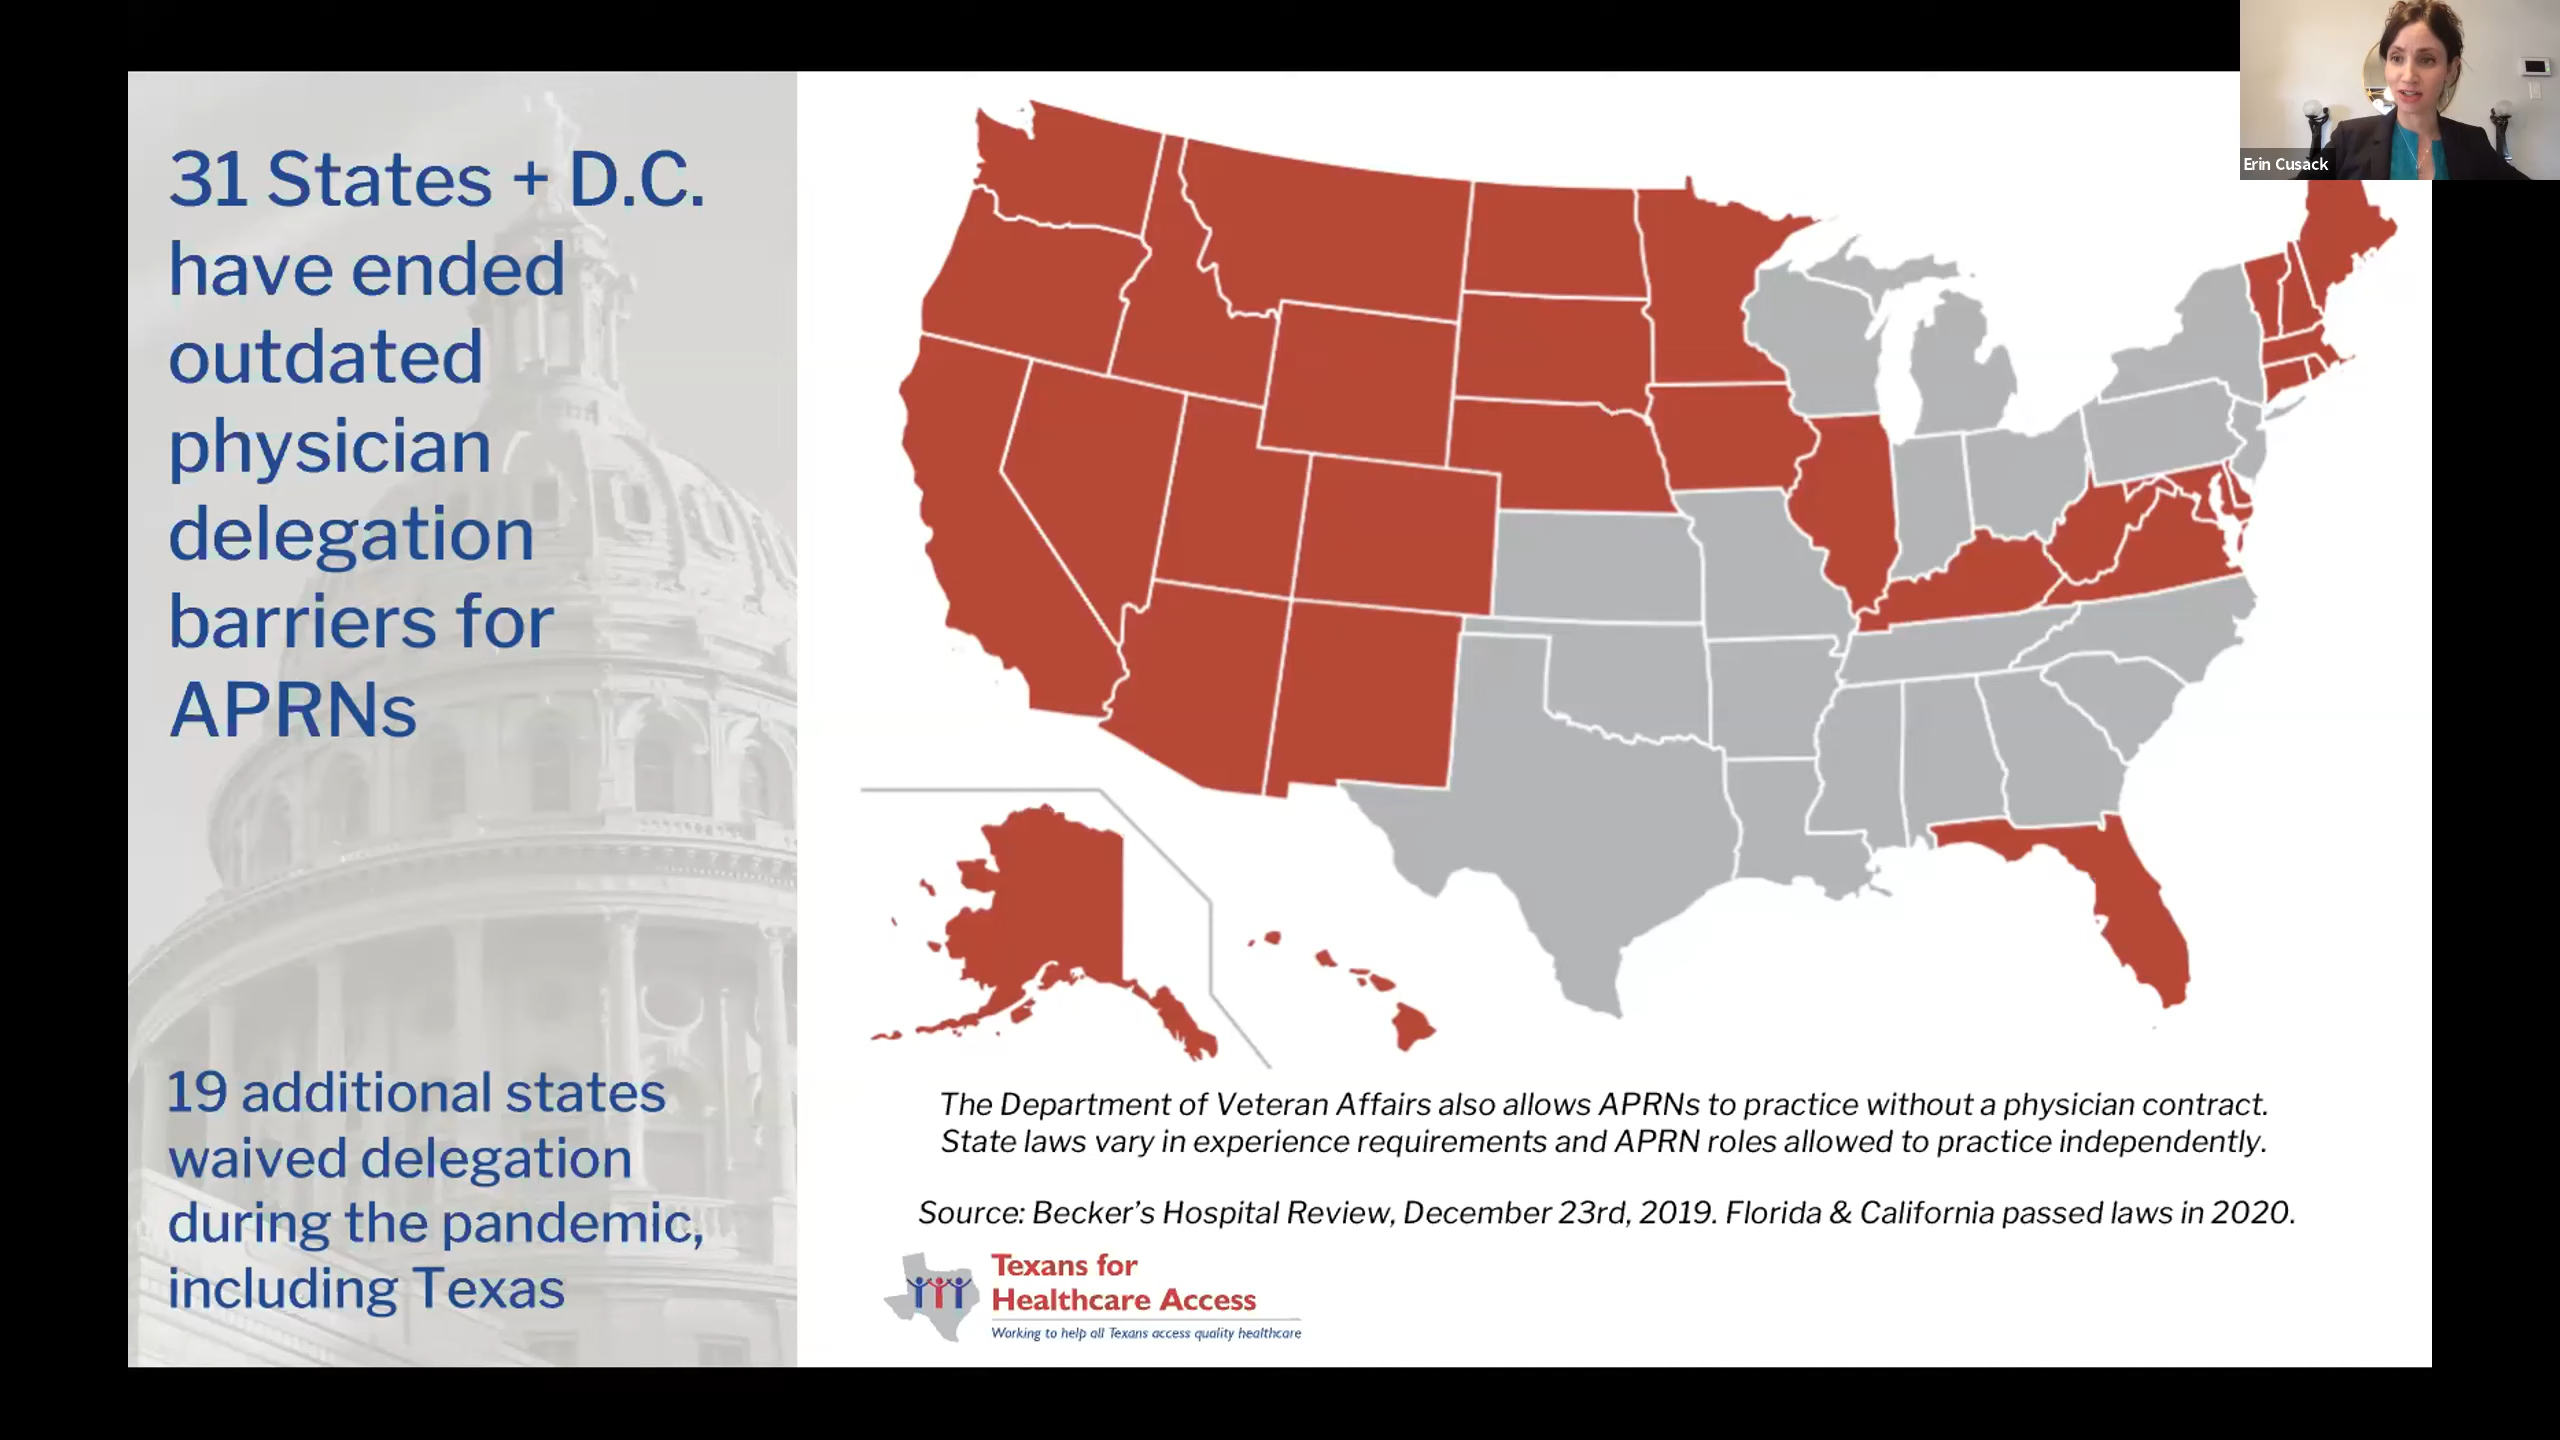 31 States + D.C.
have ended
outdated
physician
delegation
barriers for
APRNs
19 additional states
waived delegation
during the pandemic,
including Texas
The Department of Veteran Affairs also allows APRNs to practice without a physician contract.
State laws vary in experience requirements and APRN roles allowed to practice independently.
Source: Becker’s Hospital Review, December 23rd, 2019. Florida & California passed laws in 2020.
Texans for
Healthcare Access
Working to help all Texans access quality healthcare
Erin Cusack